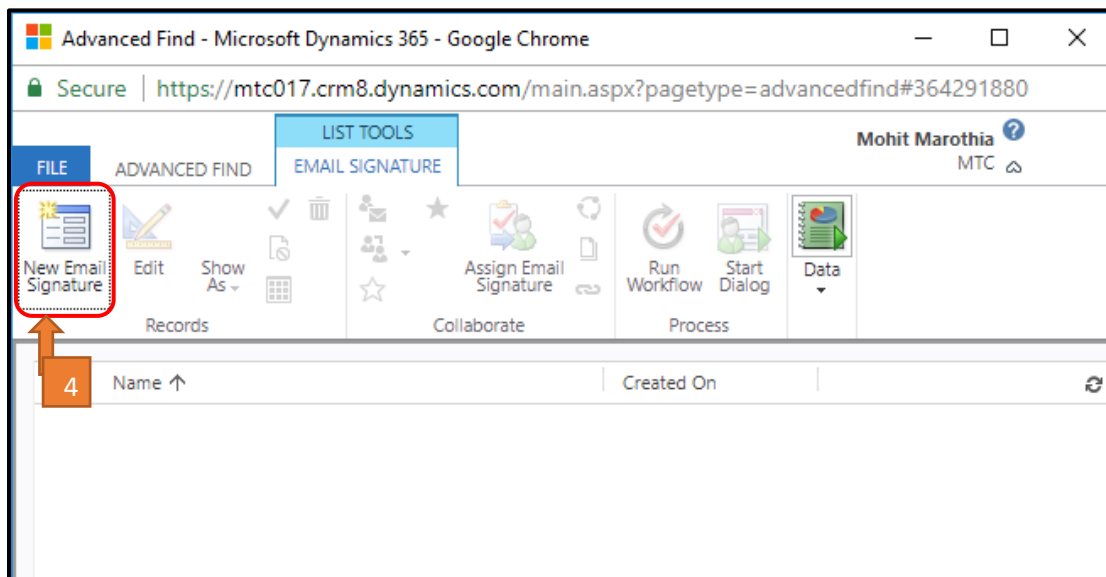 Advanced Find - Microsoft Dynamics 365 - Google Chrome
Secure | https://mtc017.crm8.dynamics.com/main.aspx?pagetype=advancedfind#364291880
LIST TOOLS
Mohit Marothia
FILE ADVANCED FIND EMAIL SIGNATURE MTC
New Email
Signature
Edit
Show
As
Assign Email
Signature
Run
Workflow
Start
Dialog
Data
Records Collaborate Process
4
Name Created On